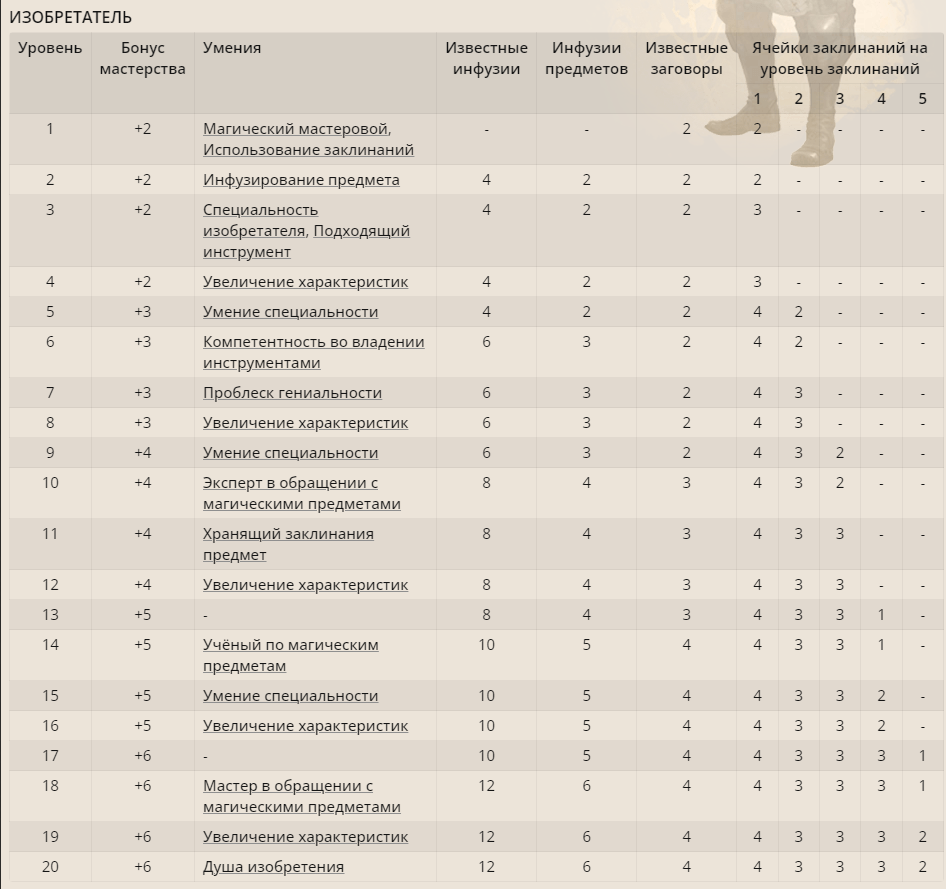 ИЗОБРЕТАТЕЛЬ
Уровень Бонус мастерства Умения Известные инфузии Инфузии предметов Известные заговоры Ячейки заклинаний на уровень заклинаний
1 2 3 4 5
1 +2 Магический мастеровой, - - 2 2 - - - -
Использование заклинаний
2 +2 Инфузирование предмета 4 2 2 2 - - - -
3 +2 Специальность 4 2 2 3 - - - -
изобретателя, Подходящий
инструмент
4 +2 Увеличение характеристик 4 2 2 3 - - - -
5 +3 Умение специальности 4 2 2 4 2 - - -
6 +3 Компетентность во владении 6 3 2 4 2 - - -
инструментами
7 +3 Проблеск гениальности 6 3 2 4 3 - - -
8 +3 Увеличение характеристик 6 3 2 4 3 - - -
9 +4 Умение специальности 6 3 2 4 3 2 - -
10 +4 Эксперт в обращении с 8 4 3 4 3 2 - -
магическими предметами
11 +4 Хранящий заклинания 8 4 3 4 3 3 - -
предмет
12 +4 Увеличение характеристик 8 4 3 4 3 3 - -
13 +5 - 8 4 3 4 3 3 1 -
14 +5 Учёный по магическим 10 5 4 4 3 3 1 -
предметам
15 +5 Умение специальности 10 5 4 4 3 3 2 -
16 +5 Увеличение характеристик 10 5 4 4 3 3 2 -
17 +6 - 10 5 4 4 3 3 3 1
18 +6 Мастер в обращении с 12 6 4 4 3 3 3 1
магическими предметами
19 +6 Увеличение характеристик 12 6 4 4 3 3 3 2
20 +6 Душа изобретения 12 6 4 4 3 3 3 2